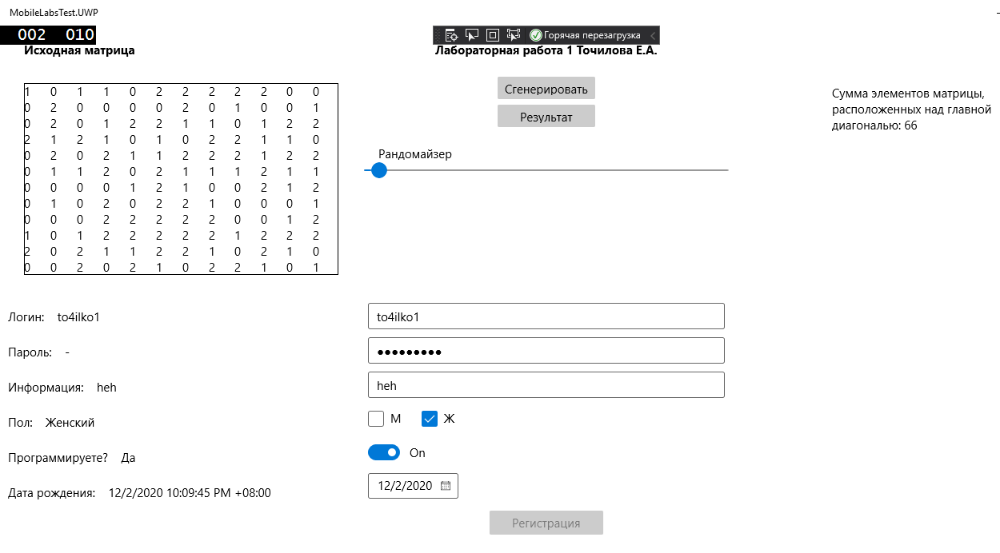 MobileLabsTest.UWP
002 010
Горячая перезагрузка
Исходная матрица
Лабораторная работа 1 Точилова Е.А.
1 0 1 1 0 2 2 2 2 2 0 0
0 2 0 0 0 0 2 0 1 0 0 1
0 2 0 1 2 2 1 1 0 1 2 2
2 1 2 1 0 1 0 2 2 1 1 0
0 2 0 2 1 1 2 2 2 1 2 2
0 1 1 2 0 2 1 1 1 2 1 1
0 0 0 0 1 2 1 0 0 2 1 2
0 1 0 2 0 2 2 1 0 0 0 1
0 0 0 2 2 2 2 2 0 0 1 2
1 0 1 2 2 2 2 2 1 2 2 2
2 0 2 1 1 2 2 1 0 2 1 0
0 0 2 0 2 1 0 2 2 1 0 1
Сгенерировать
Результат
Рандомайзер
Сумма элементов матрицы,
расположенных над главной
диагональю: 66
Логин: to4ilko1
to4ilko1
Пароль: -
●●●●●●●●●
Информация: heh
heh
Пол: Женский
М Ж
Программируете? Да
On
Дата рождения: 12/2/2020 10:09:45 PM +08:00
12/2/2020
Регистрация